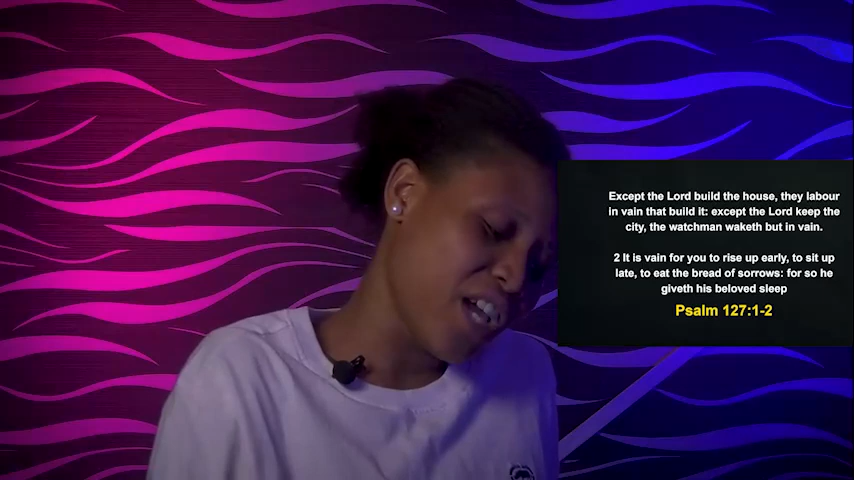 Except the Lord build the house, they labour
in vain that build it: except the Lord keep the
city, the watchman waketh but in vain.
2 It is vain for you to rise up early, to sit up
late, to eat the bread of sorrows: for so he
giveth his beloved sleep
Psalm 127:1-2